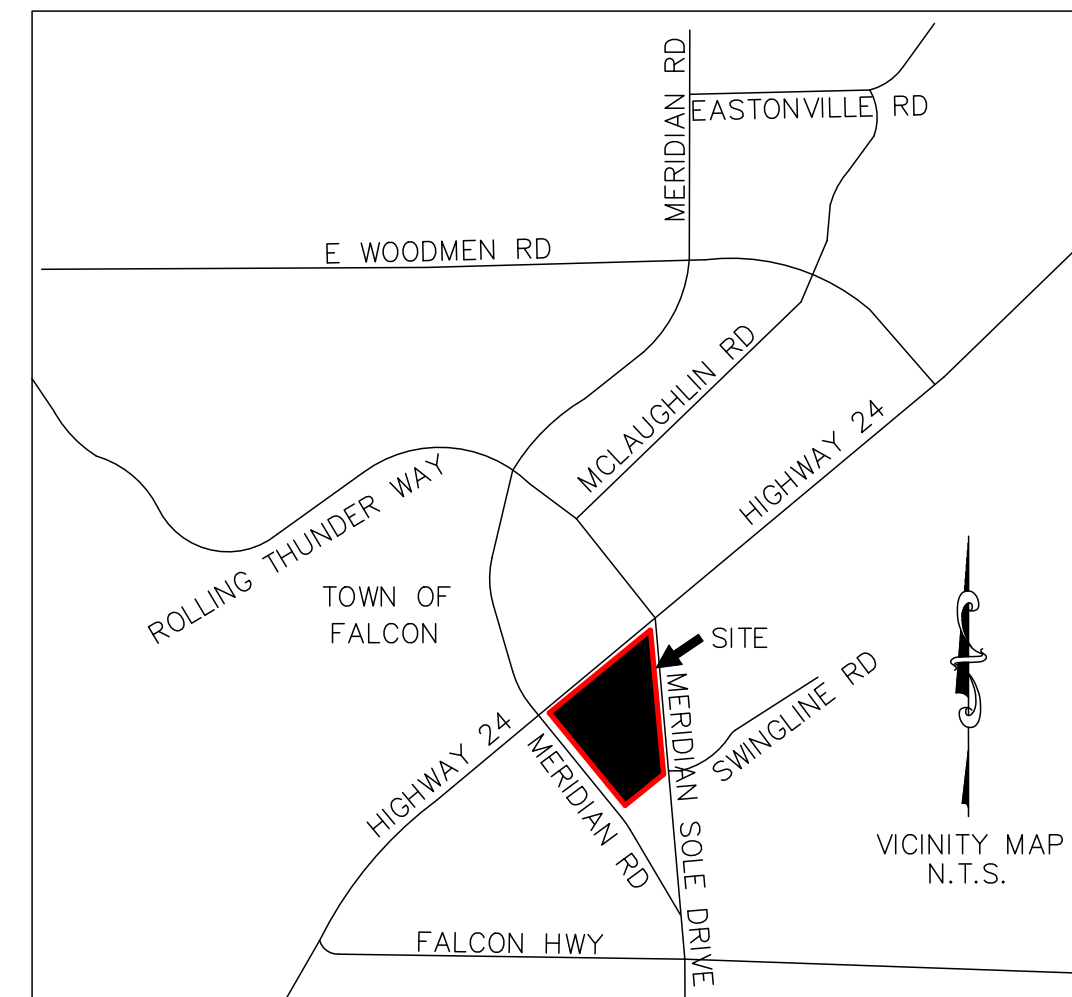 MERIDIAN RD
EASTONVILLE RD
E WOODMEN RD
MCLAUGHLIN RD
HIGHWAY 24
ROLLING THUNDER WAY
TOWN OF
FALCON
SITE
MERIDIAN SOLE DRIVE
SWINGLINE RD
HIGHWAY 24
MERIDIAN RD
VICINITY MAP
N.T.S.
FALCON HWY